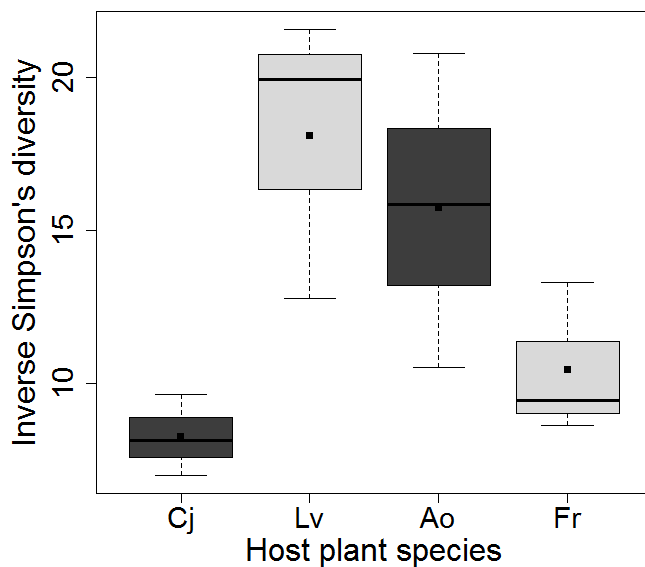 Inverse Simpson's diversity
20
15
10
Cj Lv Ao Fr
Host plant species